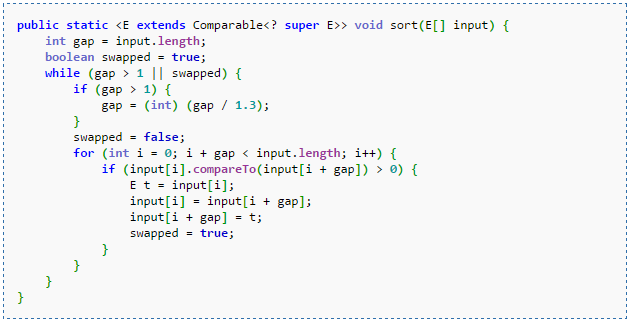 public static <E extends Comparable<? super E>> void sort(E[] input) {
    int gap = input.length;
    boolean swapped = true;
    while (gap > 1 || swapped) {
        if (gap > 1) {
            gap = (int) (gap / 1.3);
        }
        swapped = false;
        for (int i = 0; i + gap < input.length; i++) {
            if (input[i].compareTo(input[i + gap]) > 0) {
                E t = input[i];
                input[i] = input[i + gap];
                input[i + gap] = t;
                swapped = true;
            }
        }
    }
}